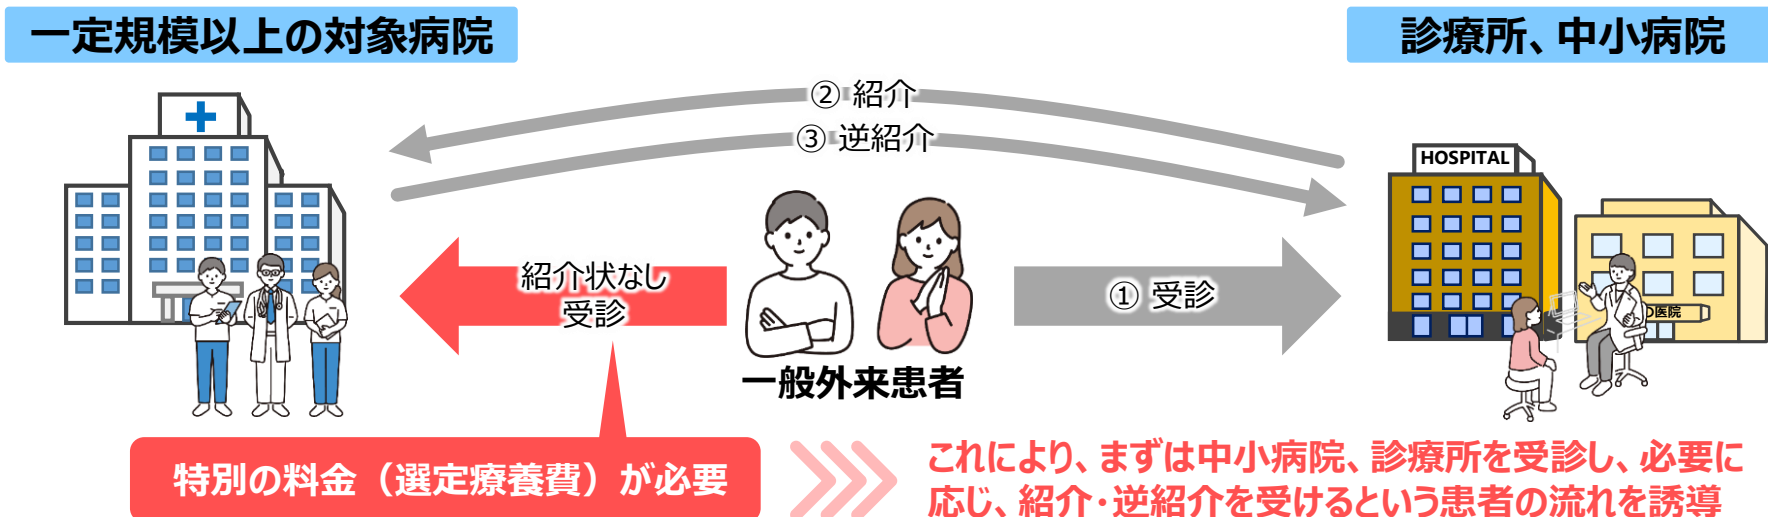 一定規模以上の対象病院
診療所、中小病院
② 紹介
③ 逆紹介
HOSPITAL
紹介状なし
受診
① 受診
医院
一般外来患者
特別の料金（選定療養費）が必要
これにより、まずは中小病院、診療所を受診し、必要に
応じ、紹介・逆紹介を受けるという患者の流れを誘導